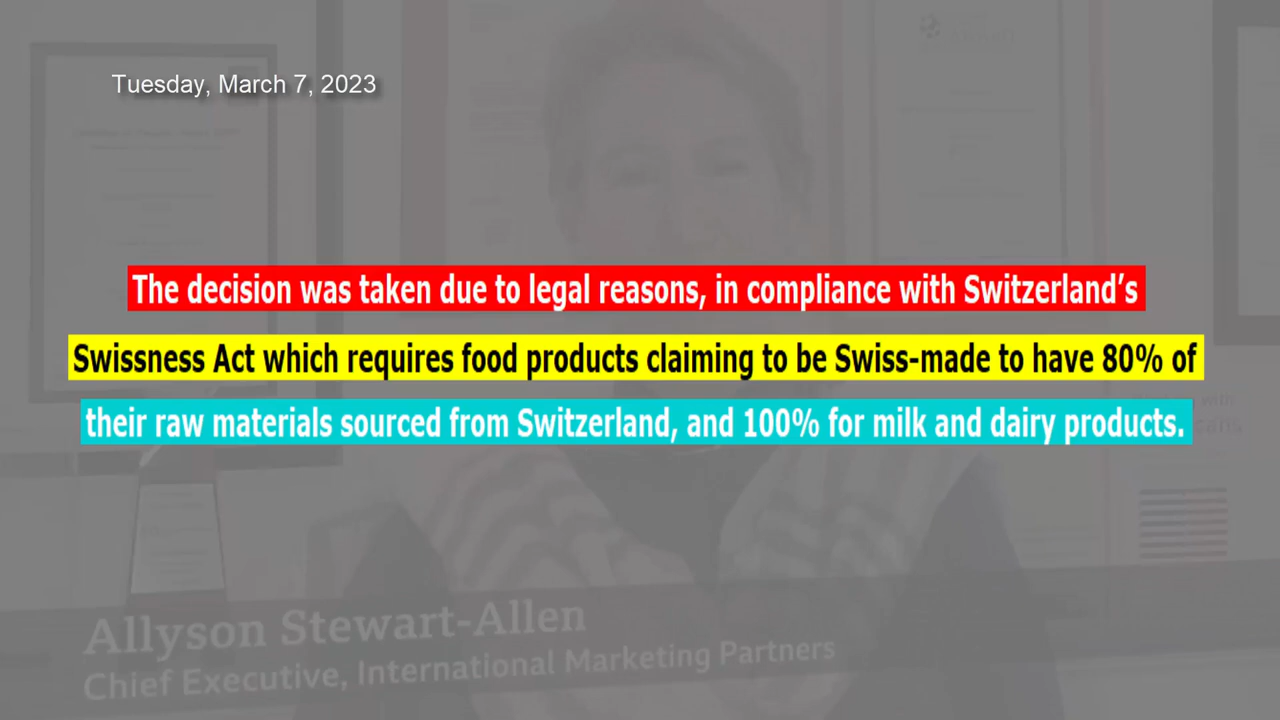 Tuesday, March 7, 2023
The decision was taken due to legal reasons, in compliance with Switzerland’s
Swissness Act which requires food products claiming to be Swiss-made to have 80% of
their raw materials sourced from Switzerland, and 100% for milk and dairy products.
Allyson Stewart-Allen
Chief Executive, International Marketing Partners